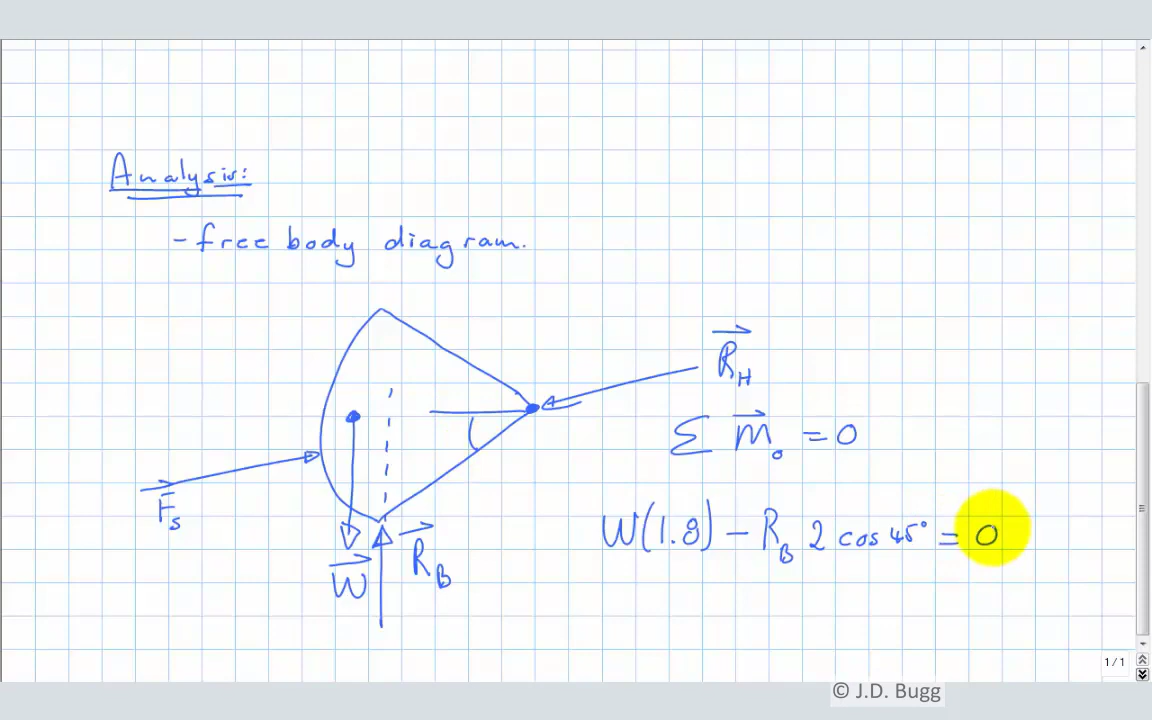 Analysis:
- free body diagram.
R_H
Σ M_o = 0
F_s
W
R_B
W(1.8) - R_B 2 cos 45° = 0
1/1
© J.D. Bugg